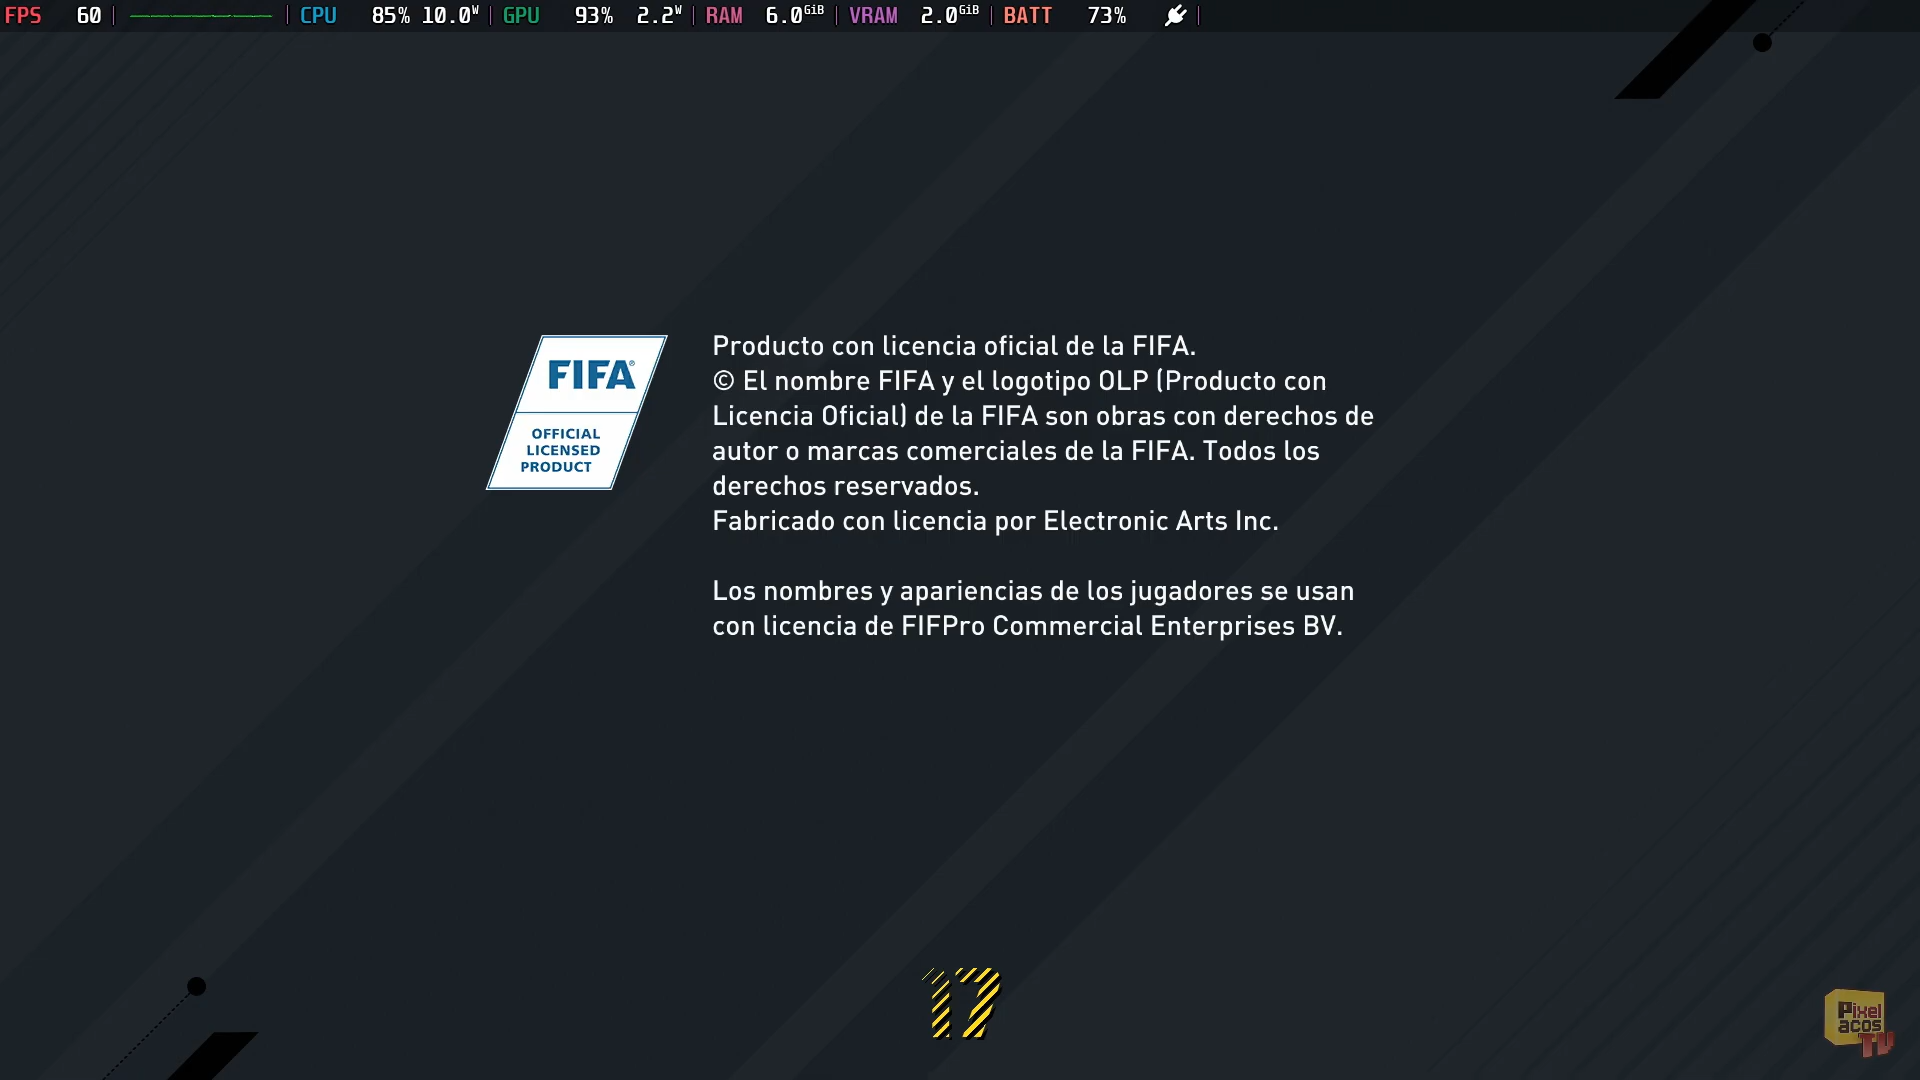 FPS 60 CPU 85% 10.0W GPU 93% 2.2W RAM 6.0GiB VRAM 2.0GiB BATT 73%
FIFA®
OFFICIAL
LICENSED
PRODUCT
Producto con licencia oficial de la FIFA.
© El nombre FIFA y el logotipo OLP (Producto con
Licencia Oficial) de la FIFA son obras con derechos de
autor o marcas comerciales de la FIFA. Todos los
derechos reservados.
Fabricado con licencia por Electronic Arts Inc.
Los nombres y apariencias de los jugadores se usan
con licencia de FIFPro Commercial Enterprises BV.
17
Pixel
acos
TV